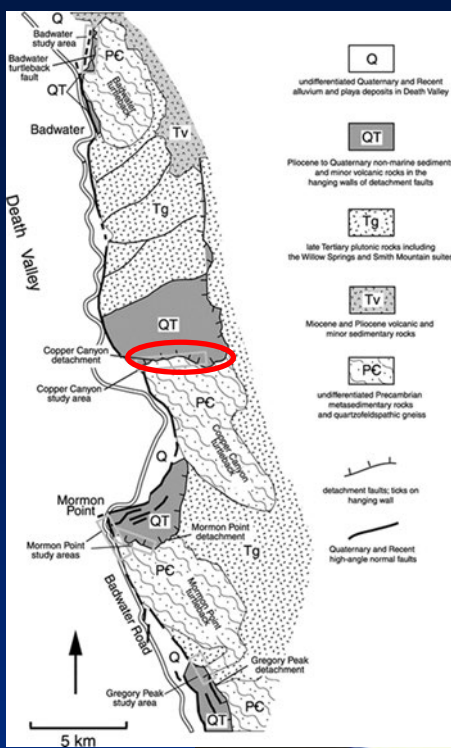 Q
Badwater
study area
Badwater
turtleback
fault
QT
Badwater
PЄ
Badwater
turtleback
Tv
Tg
Death Valley
QT
Copper Canyon
detachment
Copper Canyon
study area
PЄ
Copper Canyon
turtleback
Q
Mormon
Point
QT
Mormon Point
detachment
Mormon Point
study areas
Tg
PЄ
Mormon Point
turtleback
Badwater Road
Q
Gregory Peak
detachment
Gregory Peak
study area
QT
PЄ
5 km
Q
undifferentiated Quaternary and Recent
alluvium and playa deposits in Death Valley
QT
Pliocene to Quaternary non-marine sediments
and minor volcanic rocks in the
hanging walls of detachment faults
Tg
late Tertiary plutonic rocks including
the Willow Springs and Smith Mountain suites
Tv
Miocene and Pliocene volcanic and
minor sedimentary rocks
PЄ
undifferentiated Precambrian
metasedimentary rocks
and quartzofeldspathic gneiss
detachment faults; ticks on
hanging wall
Quaternary and Recent
high-angle normal faults